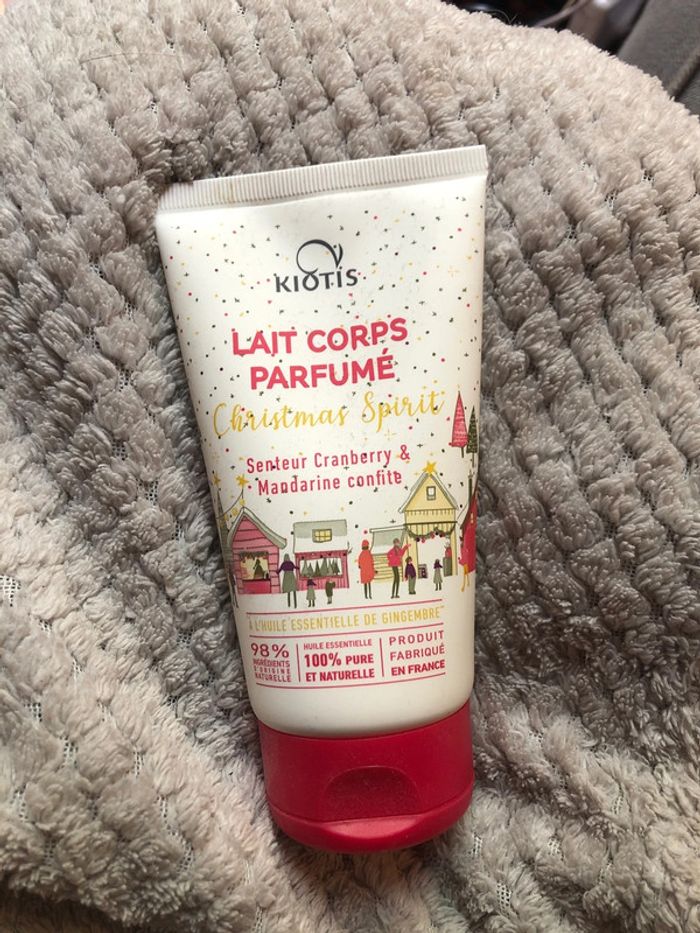 KIOTIS
LAIT CORPS
PARFUMÉ
Christmas Spirit
Senteur Cranberry &
Mandarine confite
"À L'HUILE ESSENTIELLE DE GINGEMBRE"
98%
INGRÉDIENTS
D'ORIGINE
NATURELLE
HUILE ESSENTIELLE
100% PURE
ET NATURELLE
PRODUIT
FABRIQUÉ
EN FRANCE